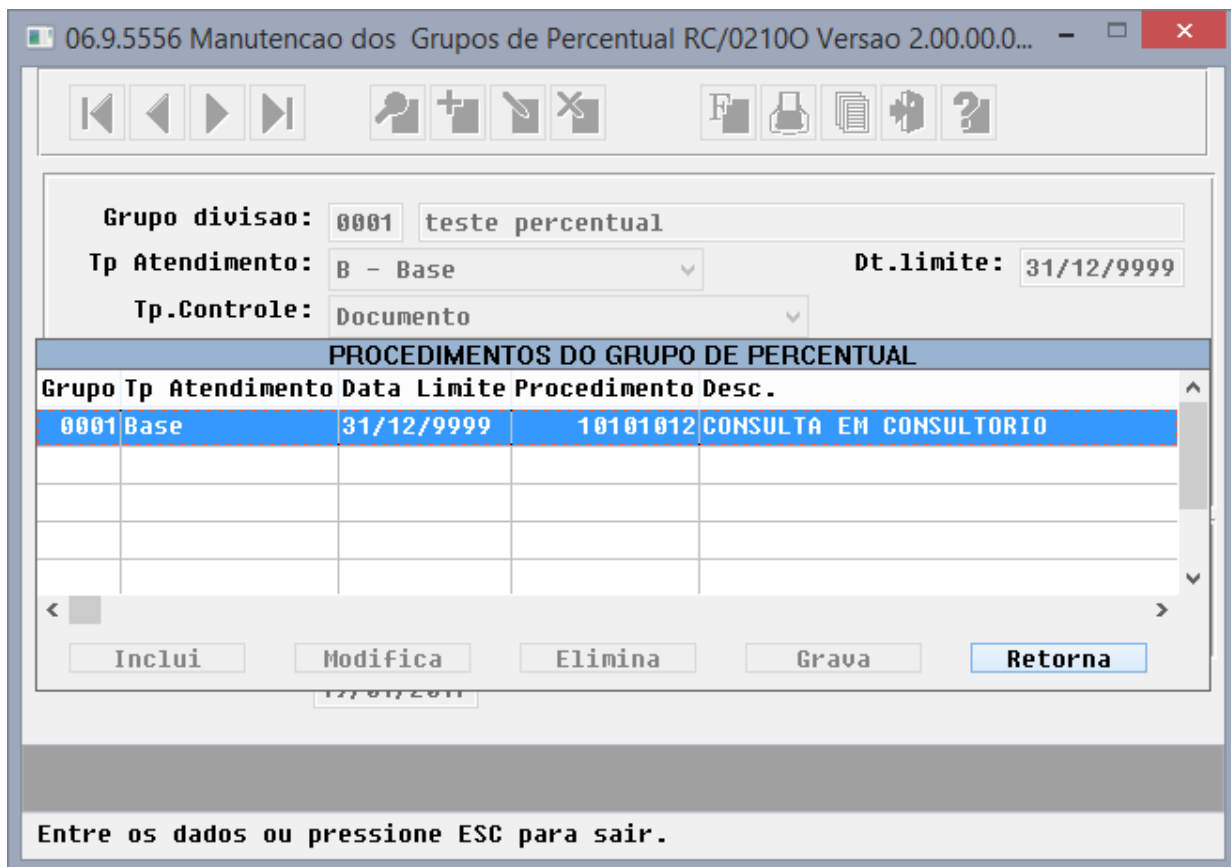 06.9.5556 Manutencao dos Grupos de Percentual RC/0210O Versao 2.00.00.0...
F
?
Grupo divisao: 0001 teste percentual
Tp Atendimento: B - Base Dt.limite: 31/12/9999
Tp.Controle: Documento
PROCEDIMENTOS DO GRUPO DE PERCENTUAL
Grupo Tp Atendimento Data Limite Procedimento Desc.
0001 Base 31/12/9999 10101012 CONSULTA EM CONSULTORIO
Inclui Modifica Elimina Grava Retorna
Entre os dados ou pressione ESC para sair.